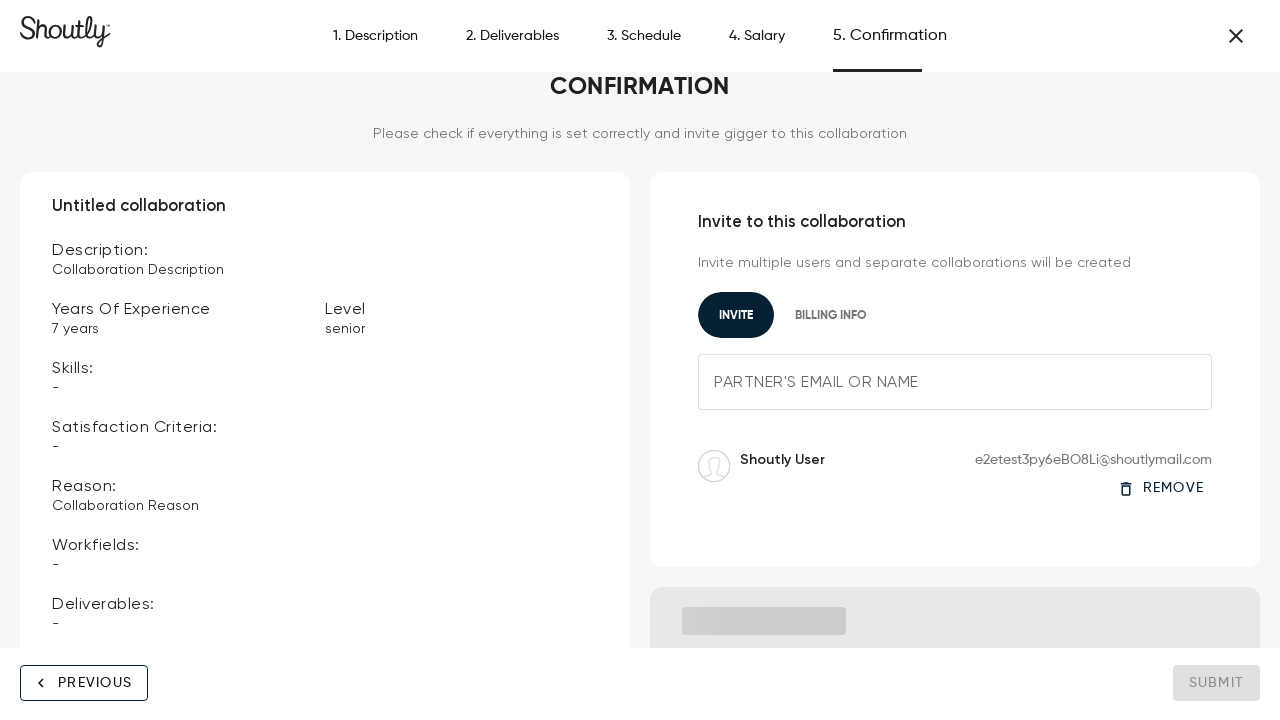 Shoutly™
1. Description
2. Deliverables
3. Schedule
4. Salary
5. Confirmation
CONFIRMATION
Please check if everything is set correctly and invite gigger to this collaboration
Untitled collaboration
Description:
Collaboration Description
Years Of Experience
Level
7 years
senior
Skills:
-
Satisfaction Criteria:
-
Reason:
Collaboration Reason
Workfields:
-
Deliverables:
-
Invite to this collaboration
Invite multiple users and separate collaborations will be created
INVITE
BILLING INFO
PARTNER'S EMAIL OR NAME
Shoutly User
e2etest3py6eBO8Li@shoutlymail.com
REMOVE
PREVIOUS
SUBMIT